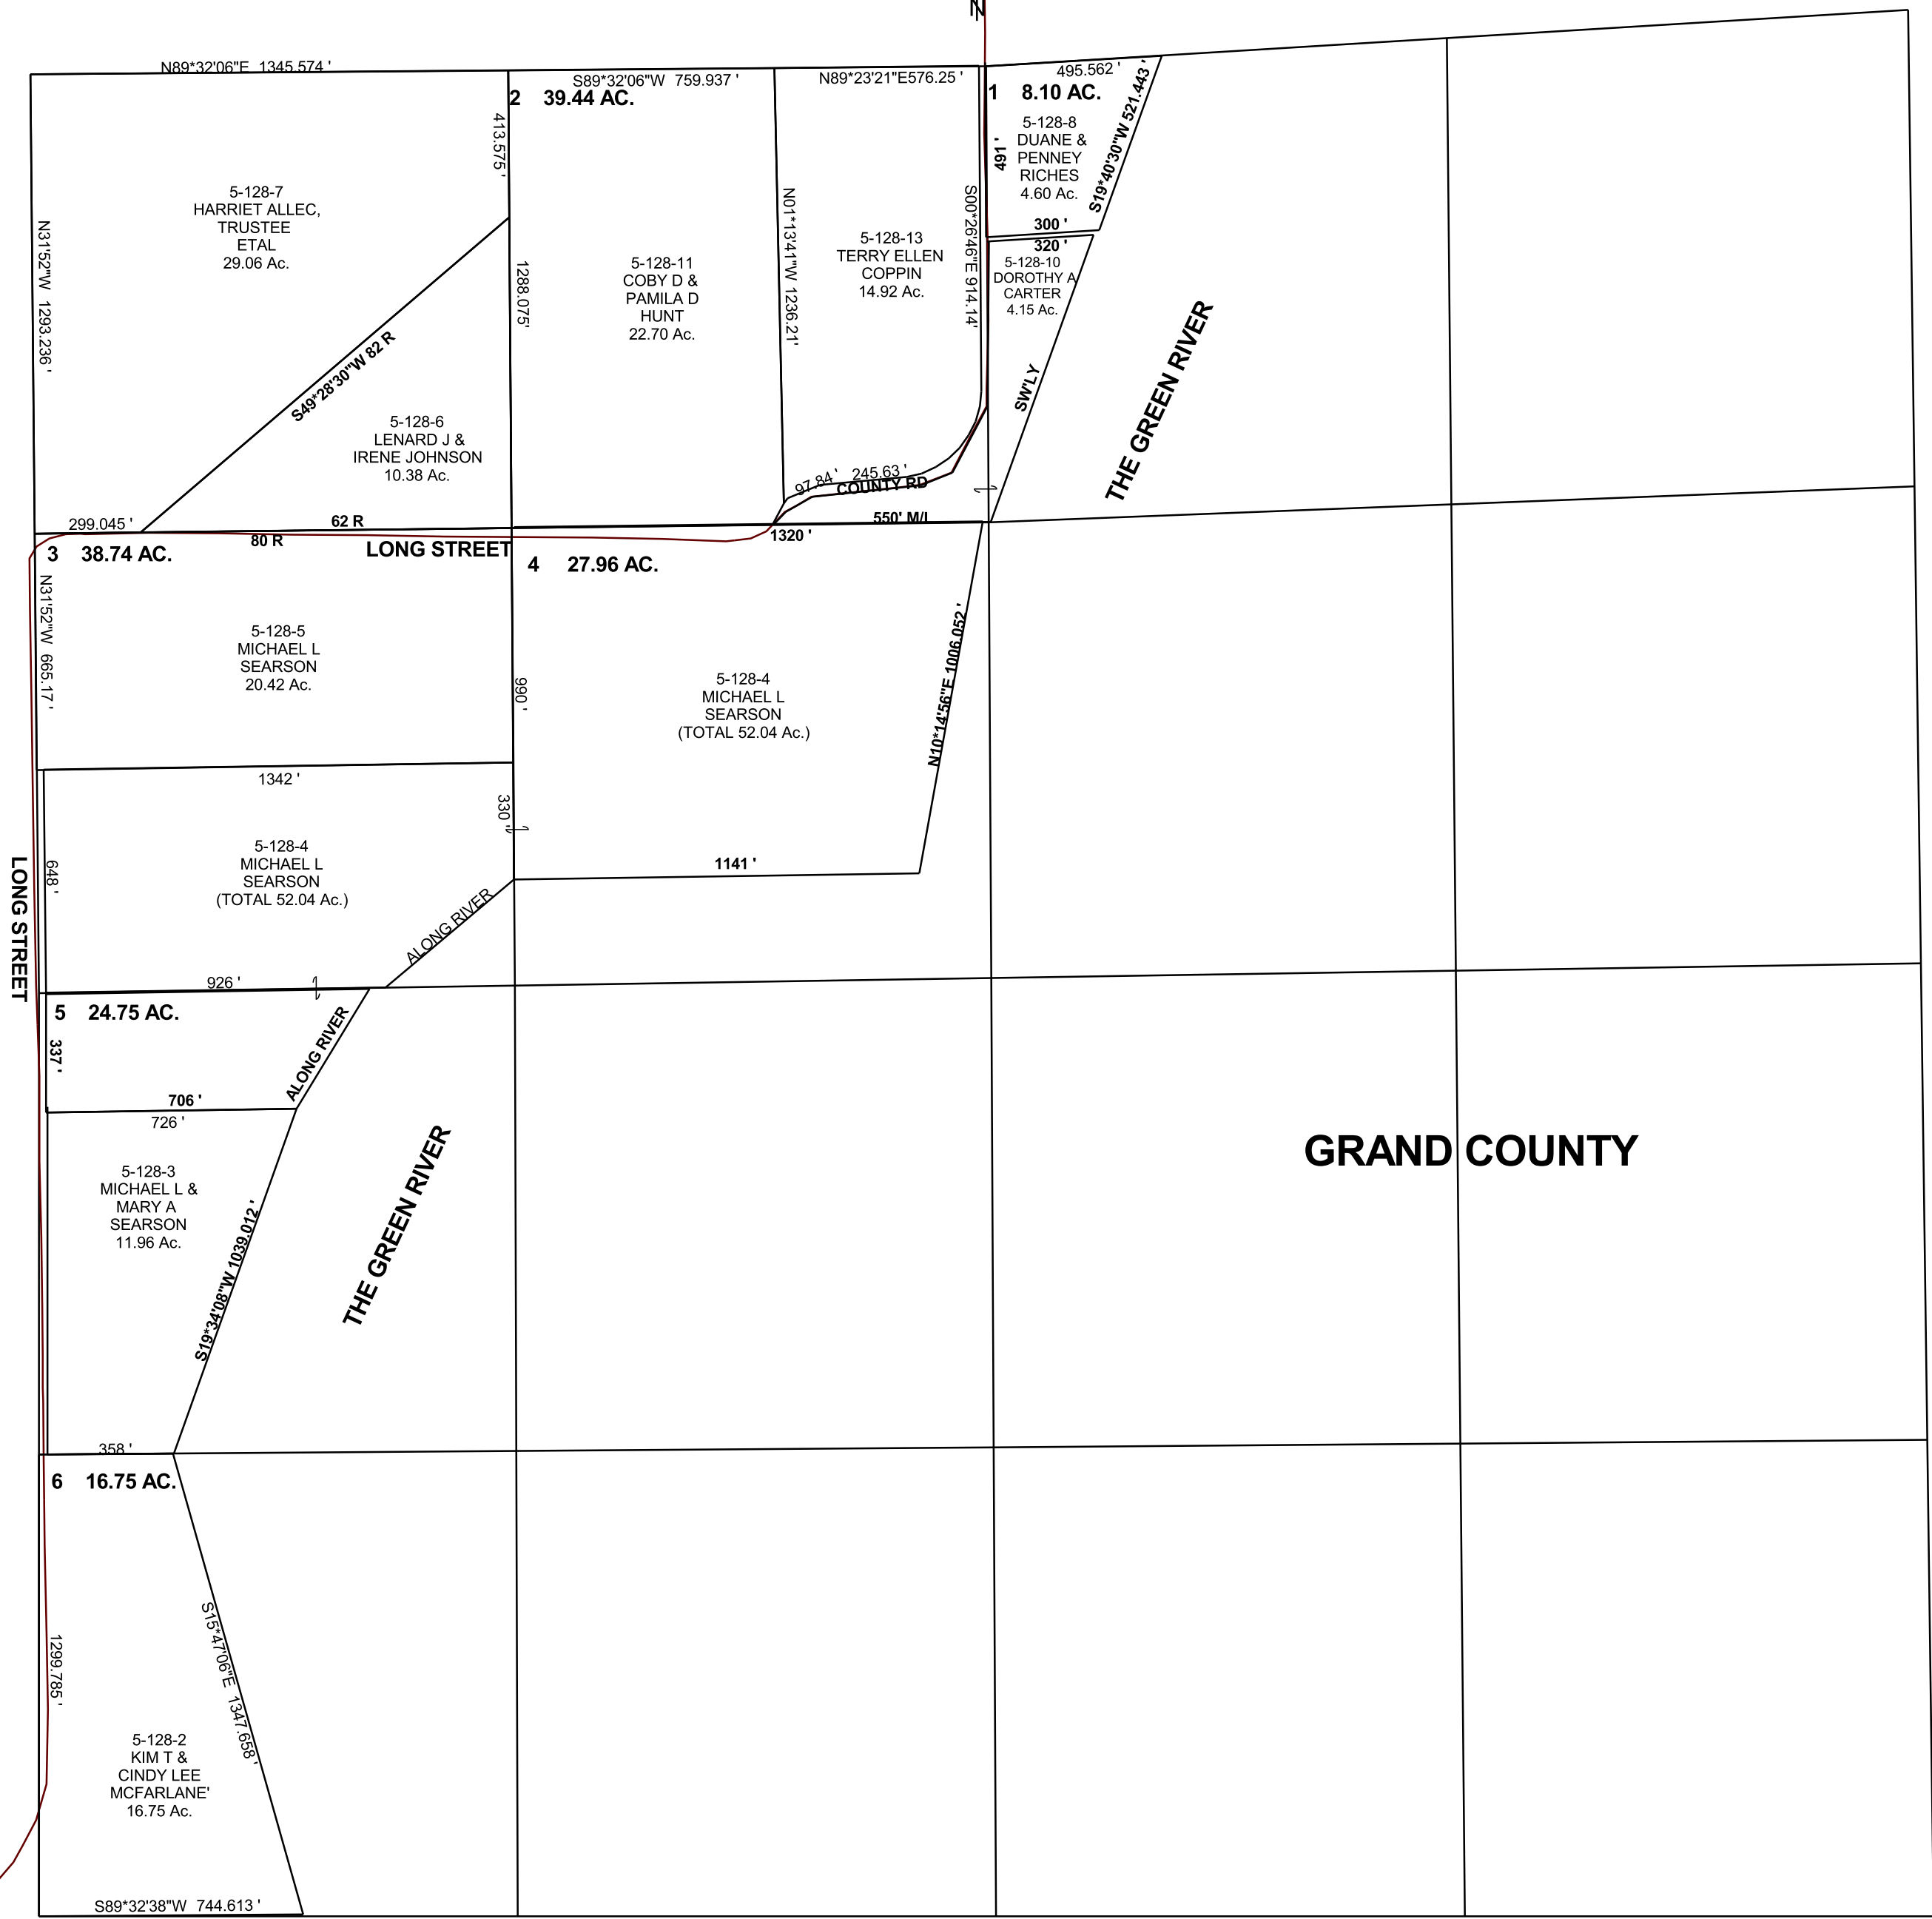 N
N89*32'06"E 1345.574 '
S89*32'06"W 759.937 '
N89*23'21"E576.25 '
495.562 '
2 39.44 AC.
1 8.10 AC.
413.575 '
5-128-8
DUANE &
PENNEY
RICHES
4.60 Ac.
491 '
S19*40'30"W 521.443 '
5-128-7
HARRIET ALLEC,
TRUSTEE
ETAL
29.06 Ac.
N31'52"W 1293.236 '
1288.075'
5-128-11
COBY D &
PAMILA D
HUNT
22.70 Ac.
N01*13'41"W 1236.21'
5-128-13
TERRY ELLEN
COPPIN
14.92 Ac.
S00*26'46"E 914.14'
300 '
320 '
5-128-10
DOROTHY A
CARTER
4.15 Ac.
SW'LY
THE GREEN RIVER
S49*28'30"W 82 R
5-128-6
LENARD J &
IRENE JOHNSON
10.38 Ac.
97.84 '
245.63 '
COUNTY RD
299.045 '
62 R
550' M/L
80 R
LONG STREET
1320 '
3 38.74 AC.
4 27.96 AC.
N31'52"W 665.17 '
5-128-5
MICHAEL L
SEARSON
20.42 Ac.
990 '
5-128-4
MICHAEL L
SEARSON
(TOTAL 52.04 Ac.)
N10*14'56"E 1006.052 '
1342 '
330 '
5-128-4
MICHAEL L
SEARSON
(TOTAL 52.04 Ac.)
648 '
LONG STREET
1141 '
ALONG RIVER
926 '
5 24.75 AC.
337 '
ALONG RIVER
706 '
726 '
5-128-3
MICHAEL L &
MARY A
SEARSON
11.96 Ac.
S19*34'08"W 1039.012 '
THE GREEN RIVER
GRAND COUNTY
358 '
6 16.75 AC.
1299.785 '
S15*47'06"E 1347.658 '
5-128-2
KIM T &
CINDY LEE
MCFARLANE'
16.75 Ac.
S89*32'38"W 744.613 '